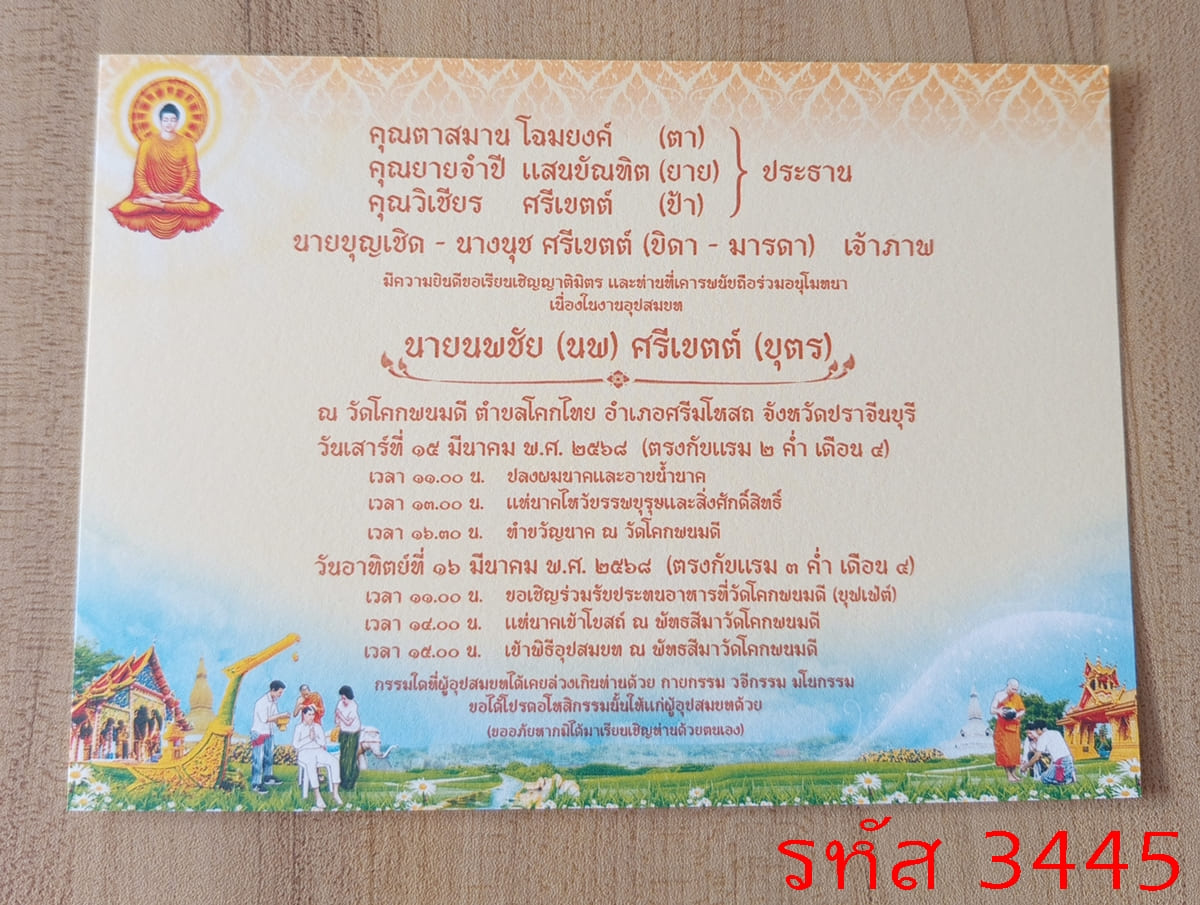 คุณตาสมาน โฉมยงค์ (ตา)
คุณยายจำปี แสนบัณฑิต (ยาย) } ประธาน
คุณวิเชียร ศรีเขตต์ (ป้า)
นายบุญเชิด - นางนุช ศรีเขตต์ (บิดา - มารดา) เจ้าภาพ
มีความยินดีขอเรียนเชิญญาติมิตร และท่านที่เคารพนับถือร่วมอนุโมทนา
เนื่องในงานอุปสมบท
นายนพชัย (นพ) ศรีเขตต์ (บุตร)
ณ วัดโคกพนมดี ตำบลโคกไทย อำเภอศรีมโหสถ จังหวัดปราจีนบุรี
วันเสาร์ที่ ๑๕ มีนาคม พ.ศ. ๒๕๖๘ (ตรงกับแรม ๒ ค่ำ เดือน ๔)
เวลา ๑๑.๐๐ น. ปลงผมนาคและอาบน้ำนาค
เวลา ๑๓.๐๐ น. แห่นาคไหว้บรรพบุรุษและสิ่งศักดิ์สิทธิ์
เวลา ๑๖.๓๐ น. ทำขวัญนาค ณ วัดโคกพนมดี
วันอาทิตย์ที่ ๑๖ มีนาคม พ.ศ. ๒๕๖๘ (ตรงกับแรม ๓ ค่ำ เดือน ๔)
เวลา ๑๑.๐๐ น. ขอเชิญร่วมรับประทานอาหารที่วัดโคกพนมดี (บุฟเฟ่ต์)
เวลา ๑๔.๐๐ น. แห่นาคเข้าโบสถ์ ณ พัทธสีมาวัดโคกพนมดี
เวลา ๑๕.๐๐ น. เข้าพิธีอุปสมบท ณ พัทธสีมาวัดโคกพนมดี
กรรมใดที่ผู้อุปสมบทได้เคยล่วงเกินท่านด้วย กายกรรม วจีกรรม มโนกรรม
ขอได้โปรดอโหสิกรรมนั้นให้แก่ผู้อุปสมบทด้วย
(ขออภัยหากมิได้มาเรียนเชิญท่านด้วยตนเอง)
รหัส 3445